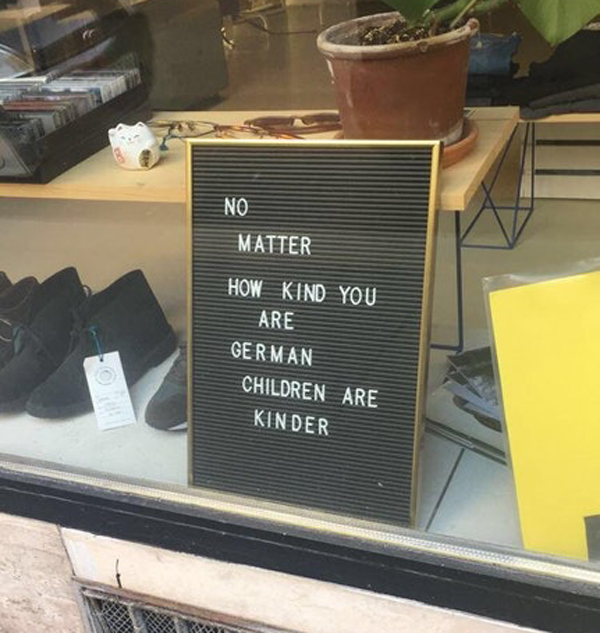 NO
MATTER
HOW KIND YOU
ARE
GERMAN
CHILDREN ARE
KINDER